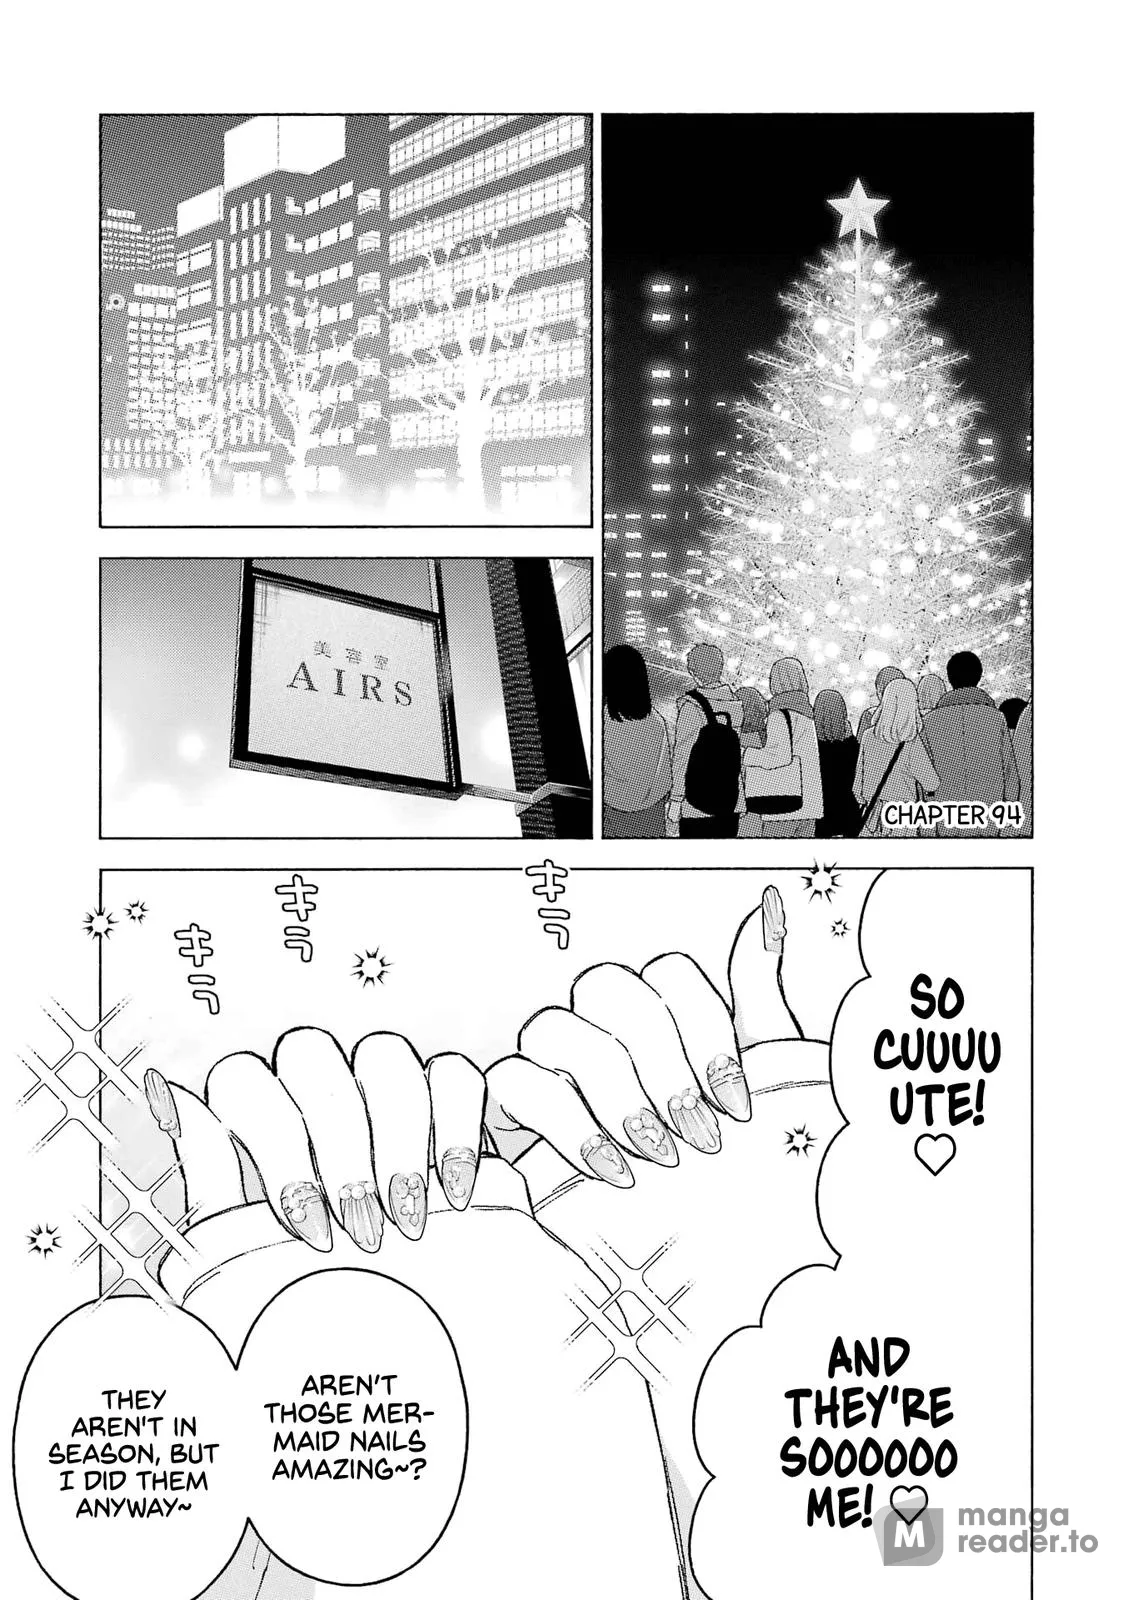 CHAPTER 94
美容室
AIRS
キラ
キラ
キラ
SO
CUUUU
UTE!
♡
AND
THEY'RE
SOOOOOO
ME! ♡
AREN'T
THOSE MER-
MAID NAILS
AMAZING~?
THEY
AREN'T IN
SEASON, BUT
I DID THEM
ANYWAY~
M manga
reader.to